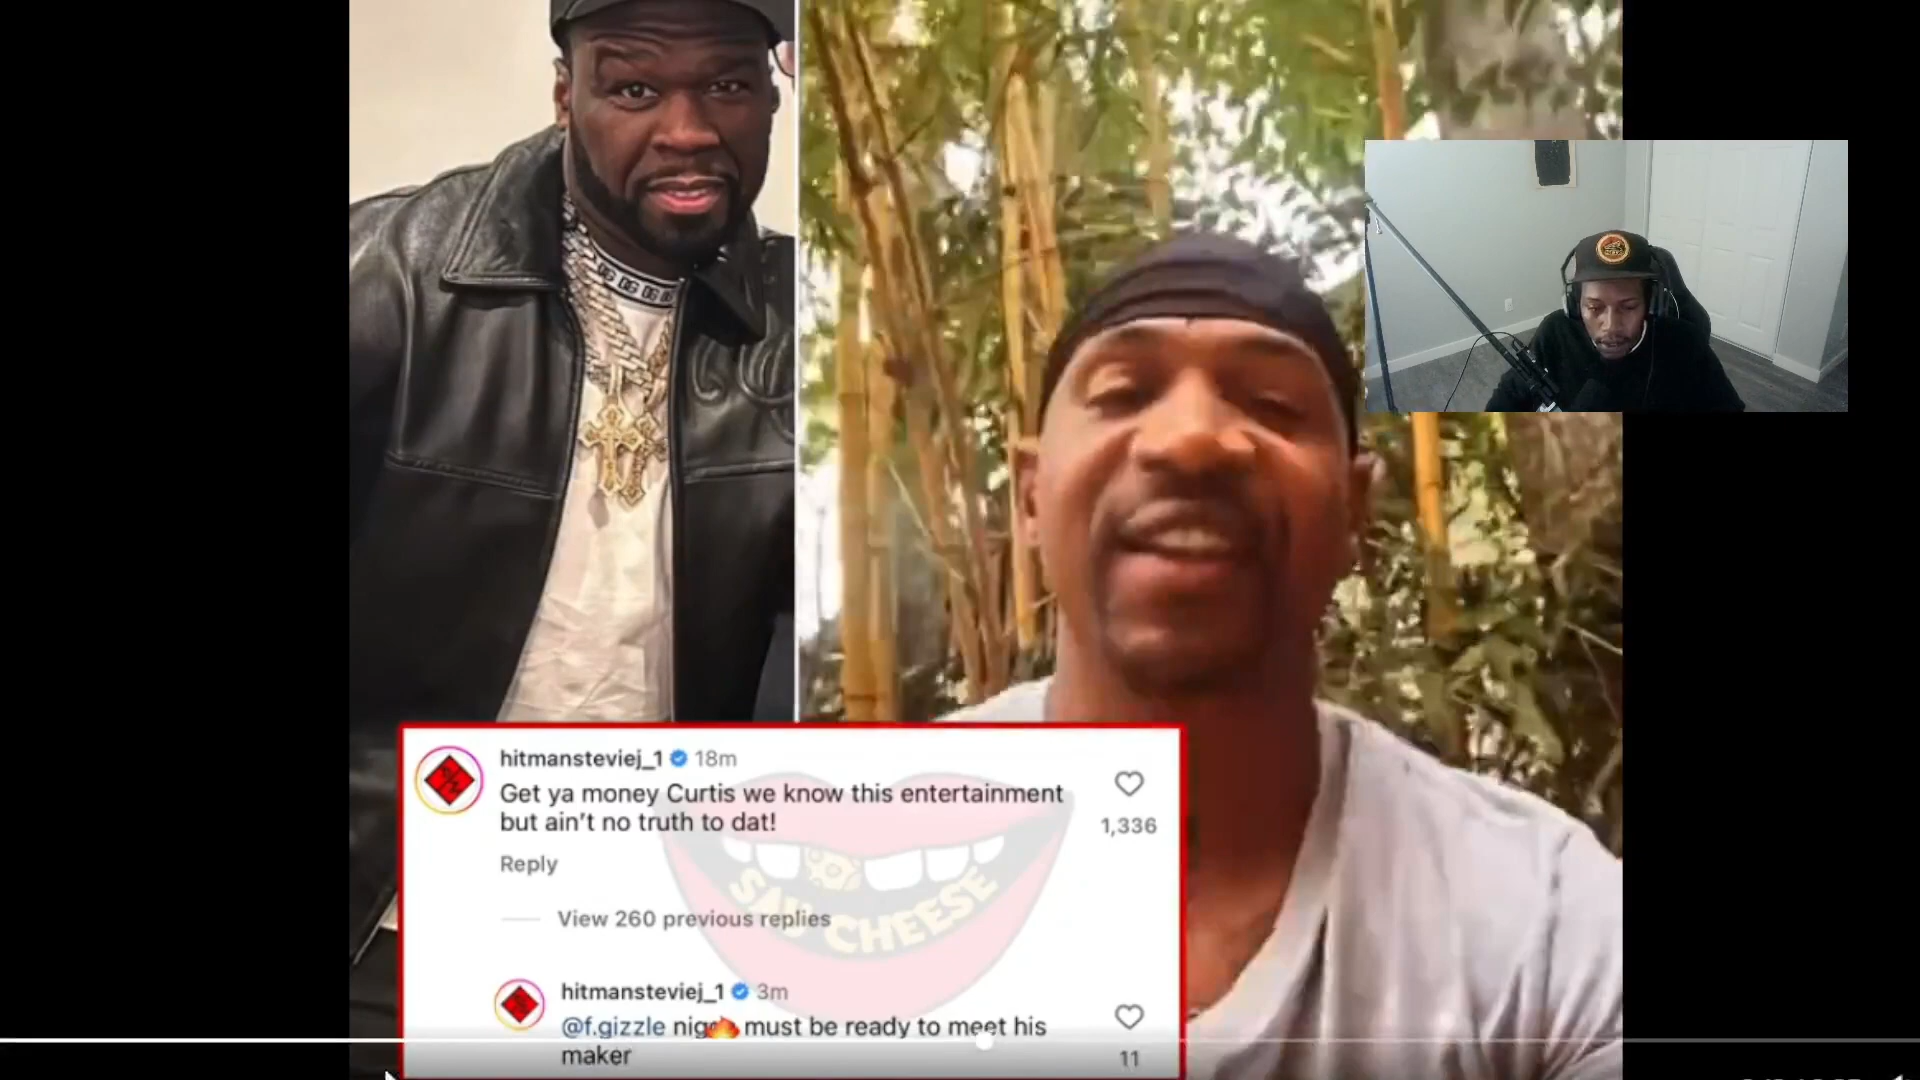 hitmansteviej_1 18m
Get ya money Curtis we know this entertainment
but ain't no truth to dat!
1,336
Reply
SAY CHEESE
View 260 previous replies
hitmansteviej_1 3m
@f.gizzle nig🔥 must be ready to meet his
maker
11